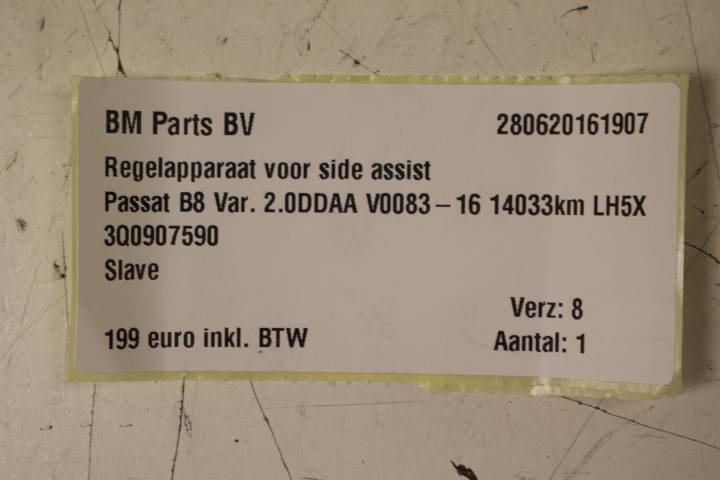 BM Parts BV 280620161907
Regelapparaat voor side assist
Passat B8 Var. 2.0DDAA V0083-16 14033km LH5X
3Q0907590
Slave
Verz: 8
199 euro inkl. BTW Aantal: 1